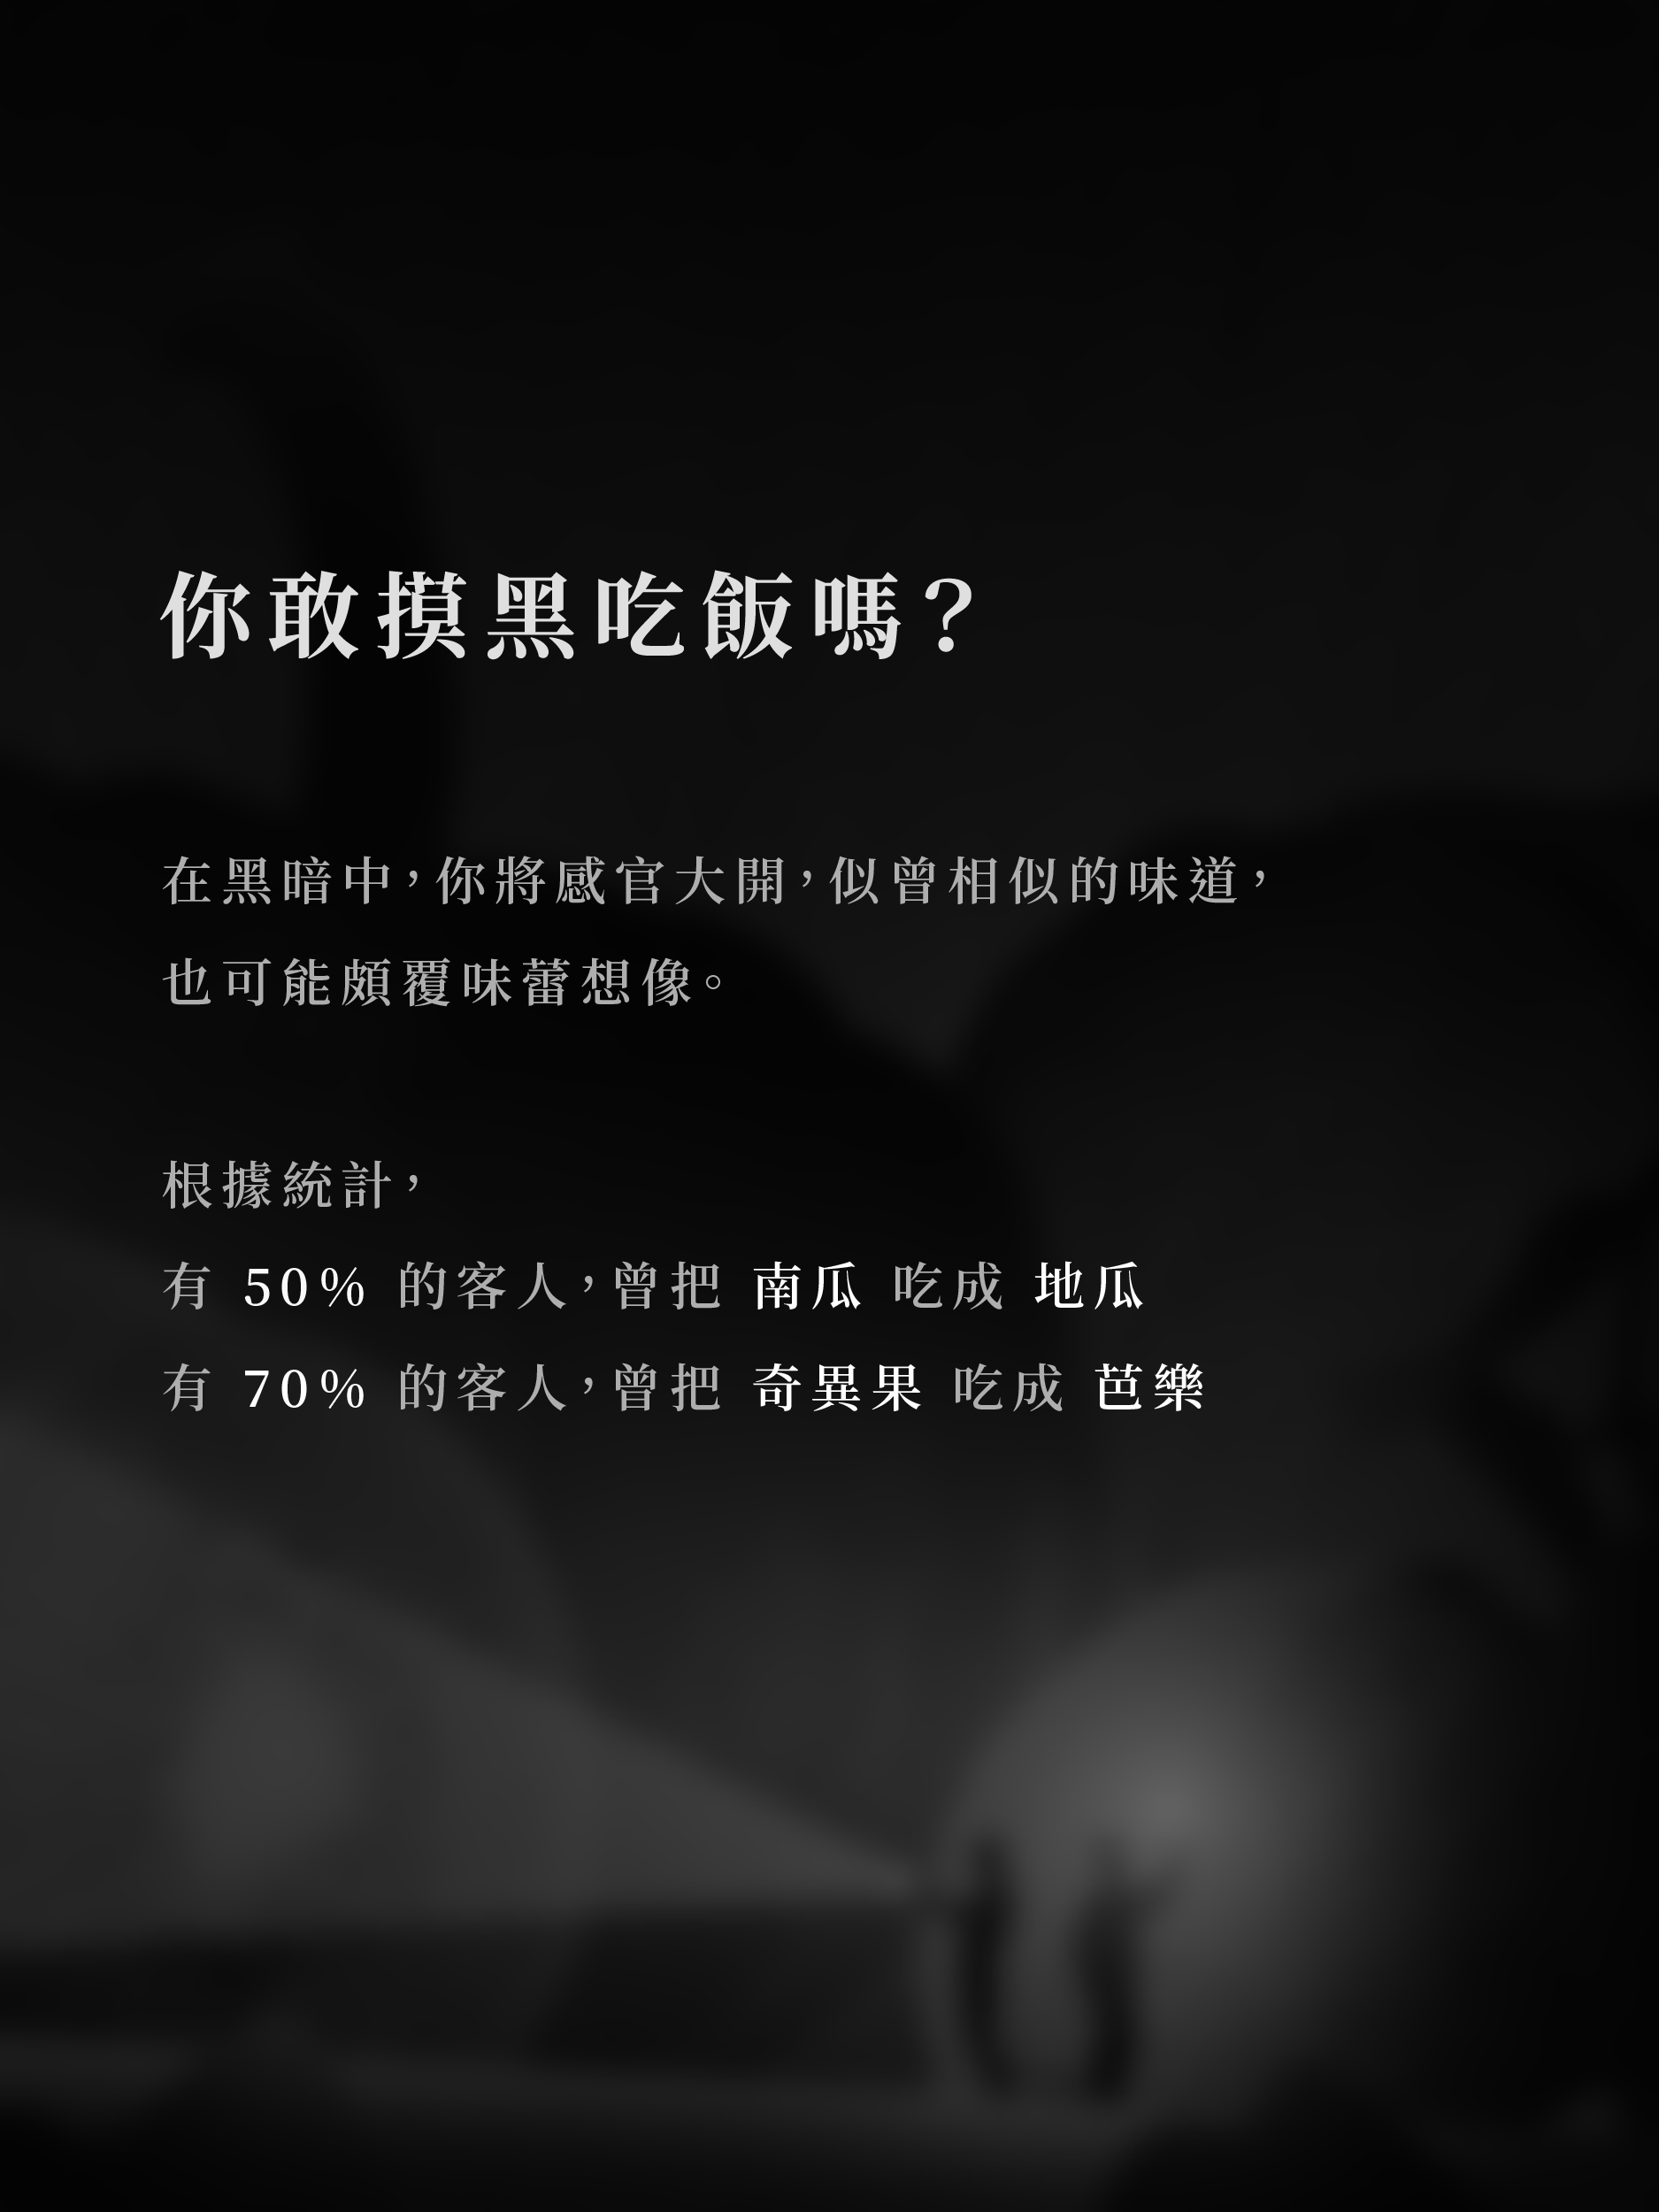 你敢摸黑吃飯嗎？
在黑暗中，你將感官大開，似曾相似的味道，
也可能頗覆味蕾想像。
根據統計，
有 50% 的客人，曾把 南瓜 吃成 地瓜
有 70% 的客人，曾把 奇異果 吃成 芭樂